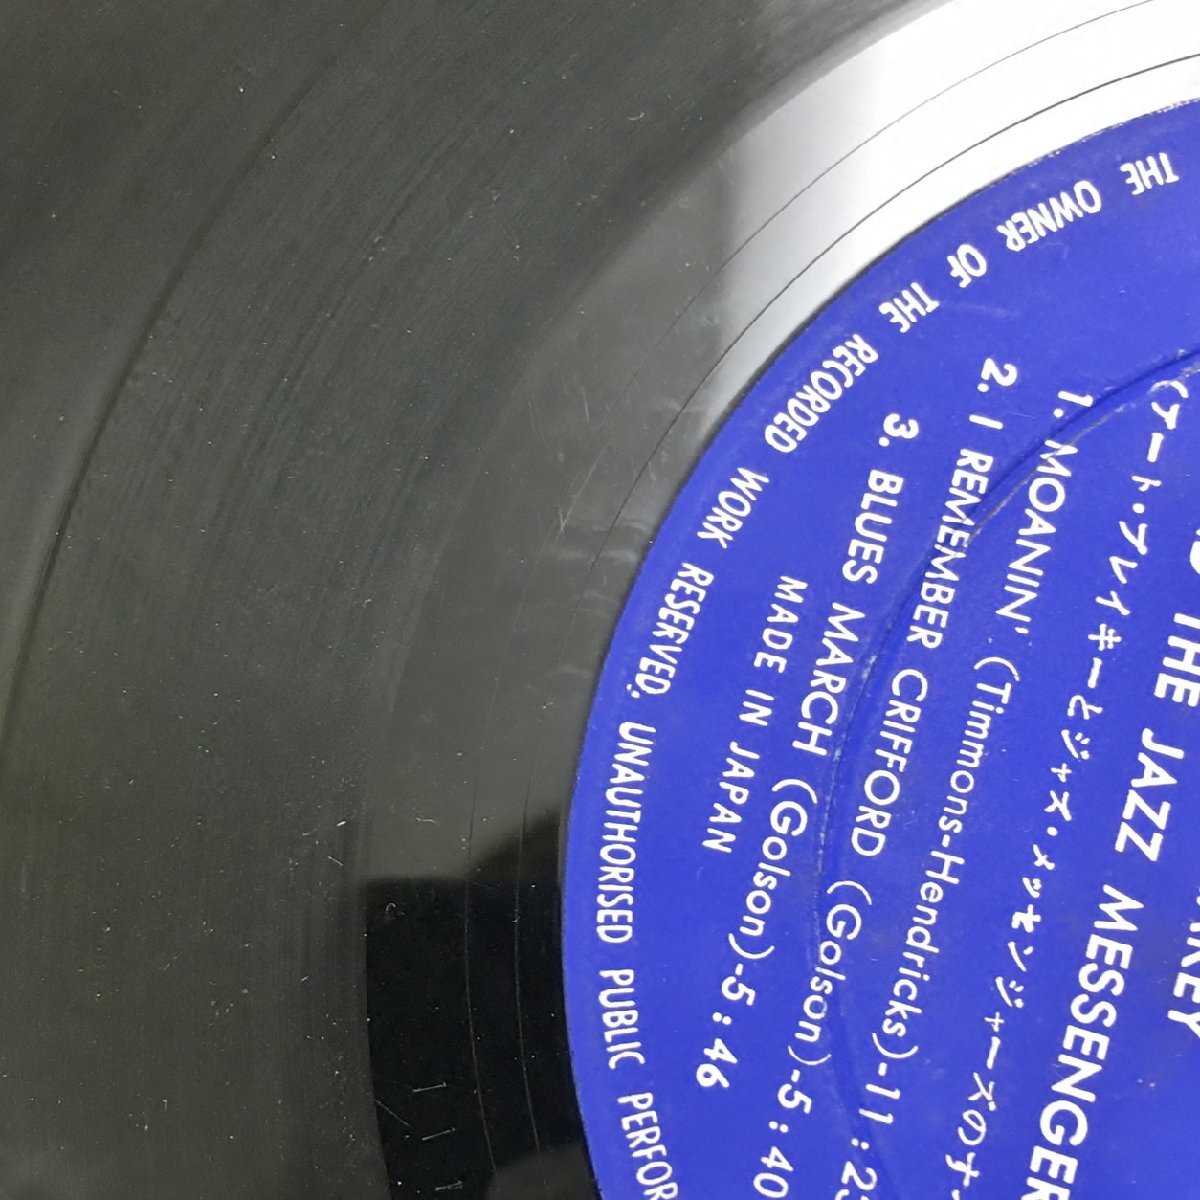 THE OWNER OF THE RECORDED WORK RESERVED. UNAUTHORISED PUBLIC PERFOR
THE JAZZ MESSENGER
(アート・ブレイキーとジャズ・メッセンジャーズの
1. MOANIN' (Timmons-Hendricks)-11:2
2. I REMEMBER CRIFFORD (Golson)-5:40
3. BLUES MARCH (Golson)-5:46
MADE IN JAPAN